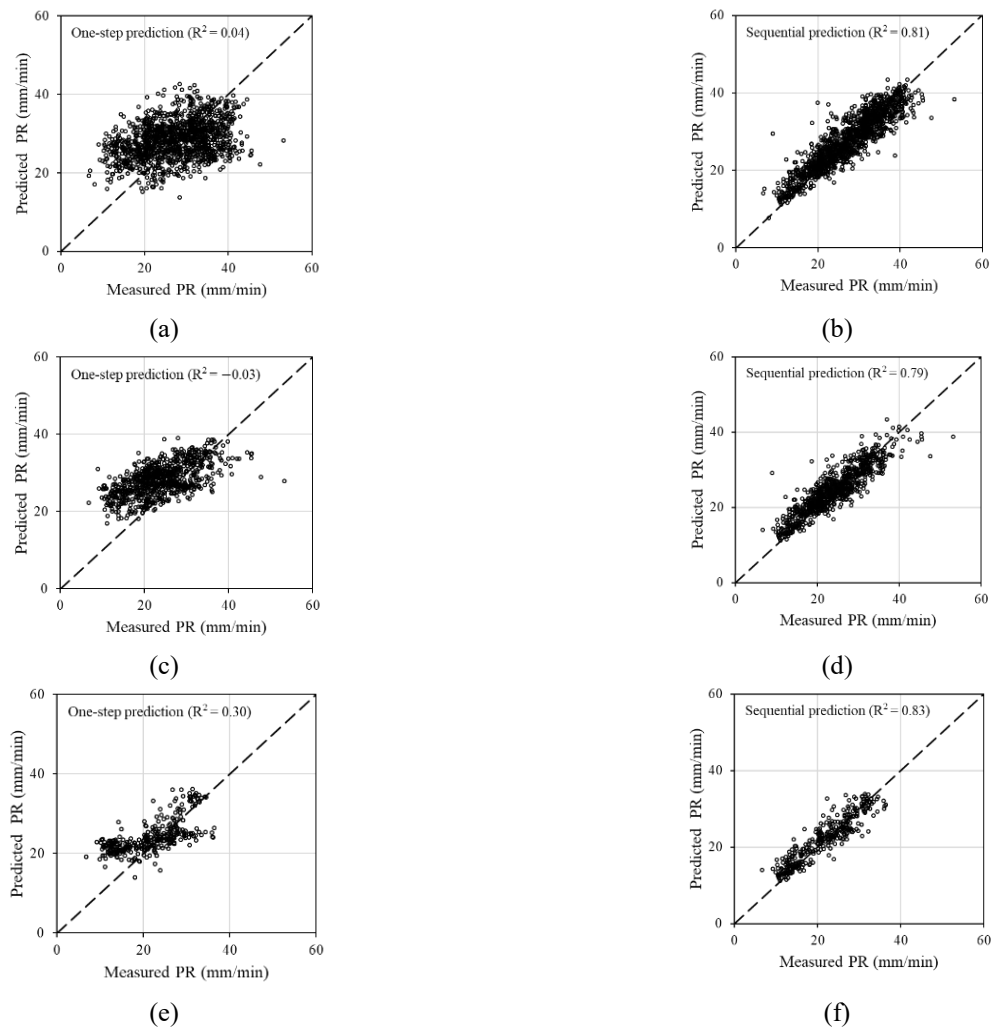 One-step prediction (R² = 0.04)
Predicted PR (mm/min)
60
40
20
0
0 20 40 60
Measured PR (mm/min)
(a)
Sequential prediction (R² = 0.81)
Predicted PR (mm/min)
60
40
20
0
0 20 40 60
Measured PR (mm/min)
(b)
One-step prediction (R² = −0.03)
Predicted PR (mm/min)
60
40
20
0
0 20 40 60
Measured PR (mm/min)
(c)
Sequential prediction (R² = 0.79)
Predicted PR (mm/min)
60
40
20
0
0 20 40 60
Measured PR (mm/min)
(d)
One-step prediction (R² = 0.30)
Predicted PR (mm/min)
60
40
20
0
0 20 40 60
Measured PR (mm/min)
(e)
Sequential prediction (R² = 0.83)
Predicted PR (mm/min)
60
40
20
0
0 20 40 60
Measured PR (mm/min)
(f)